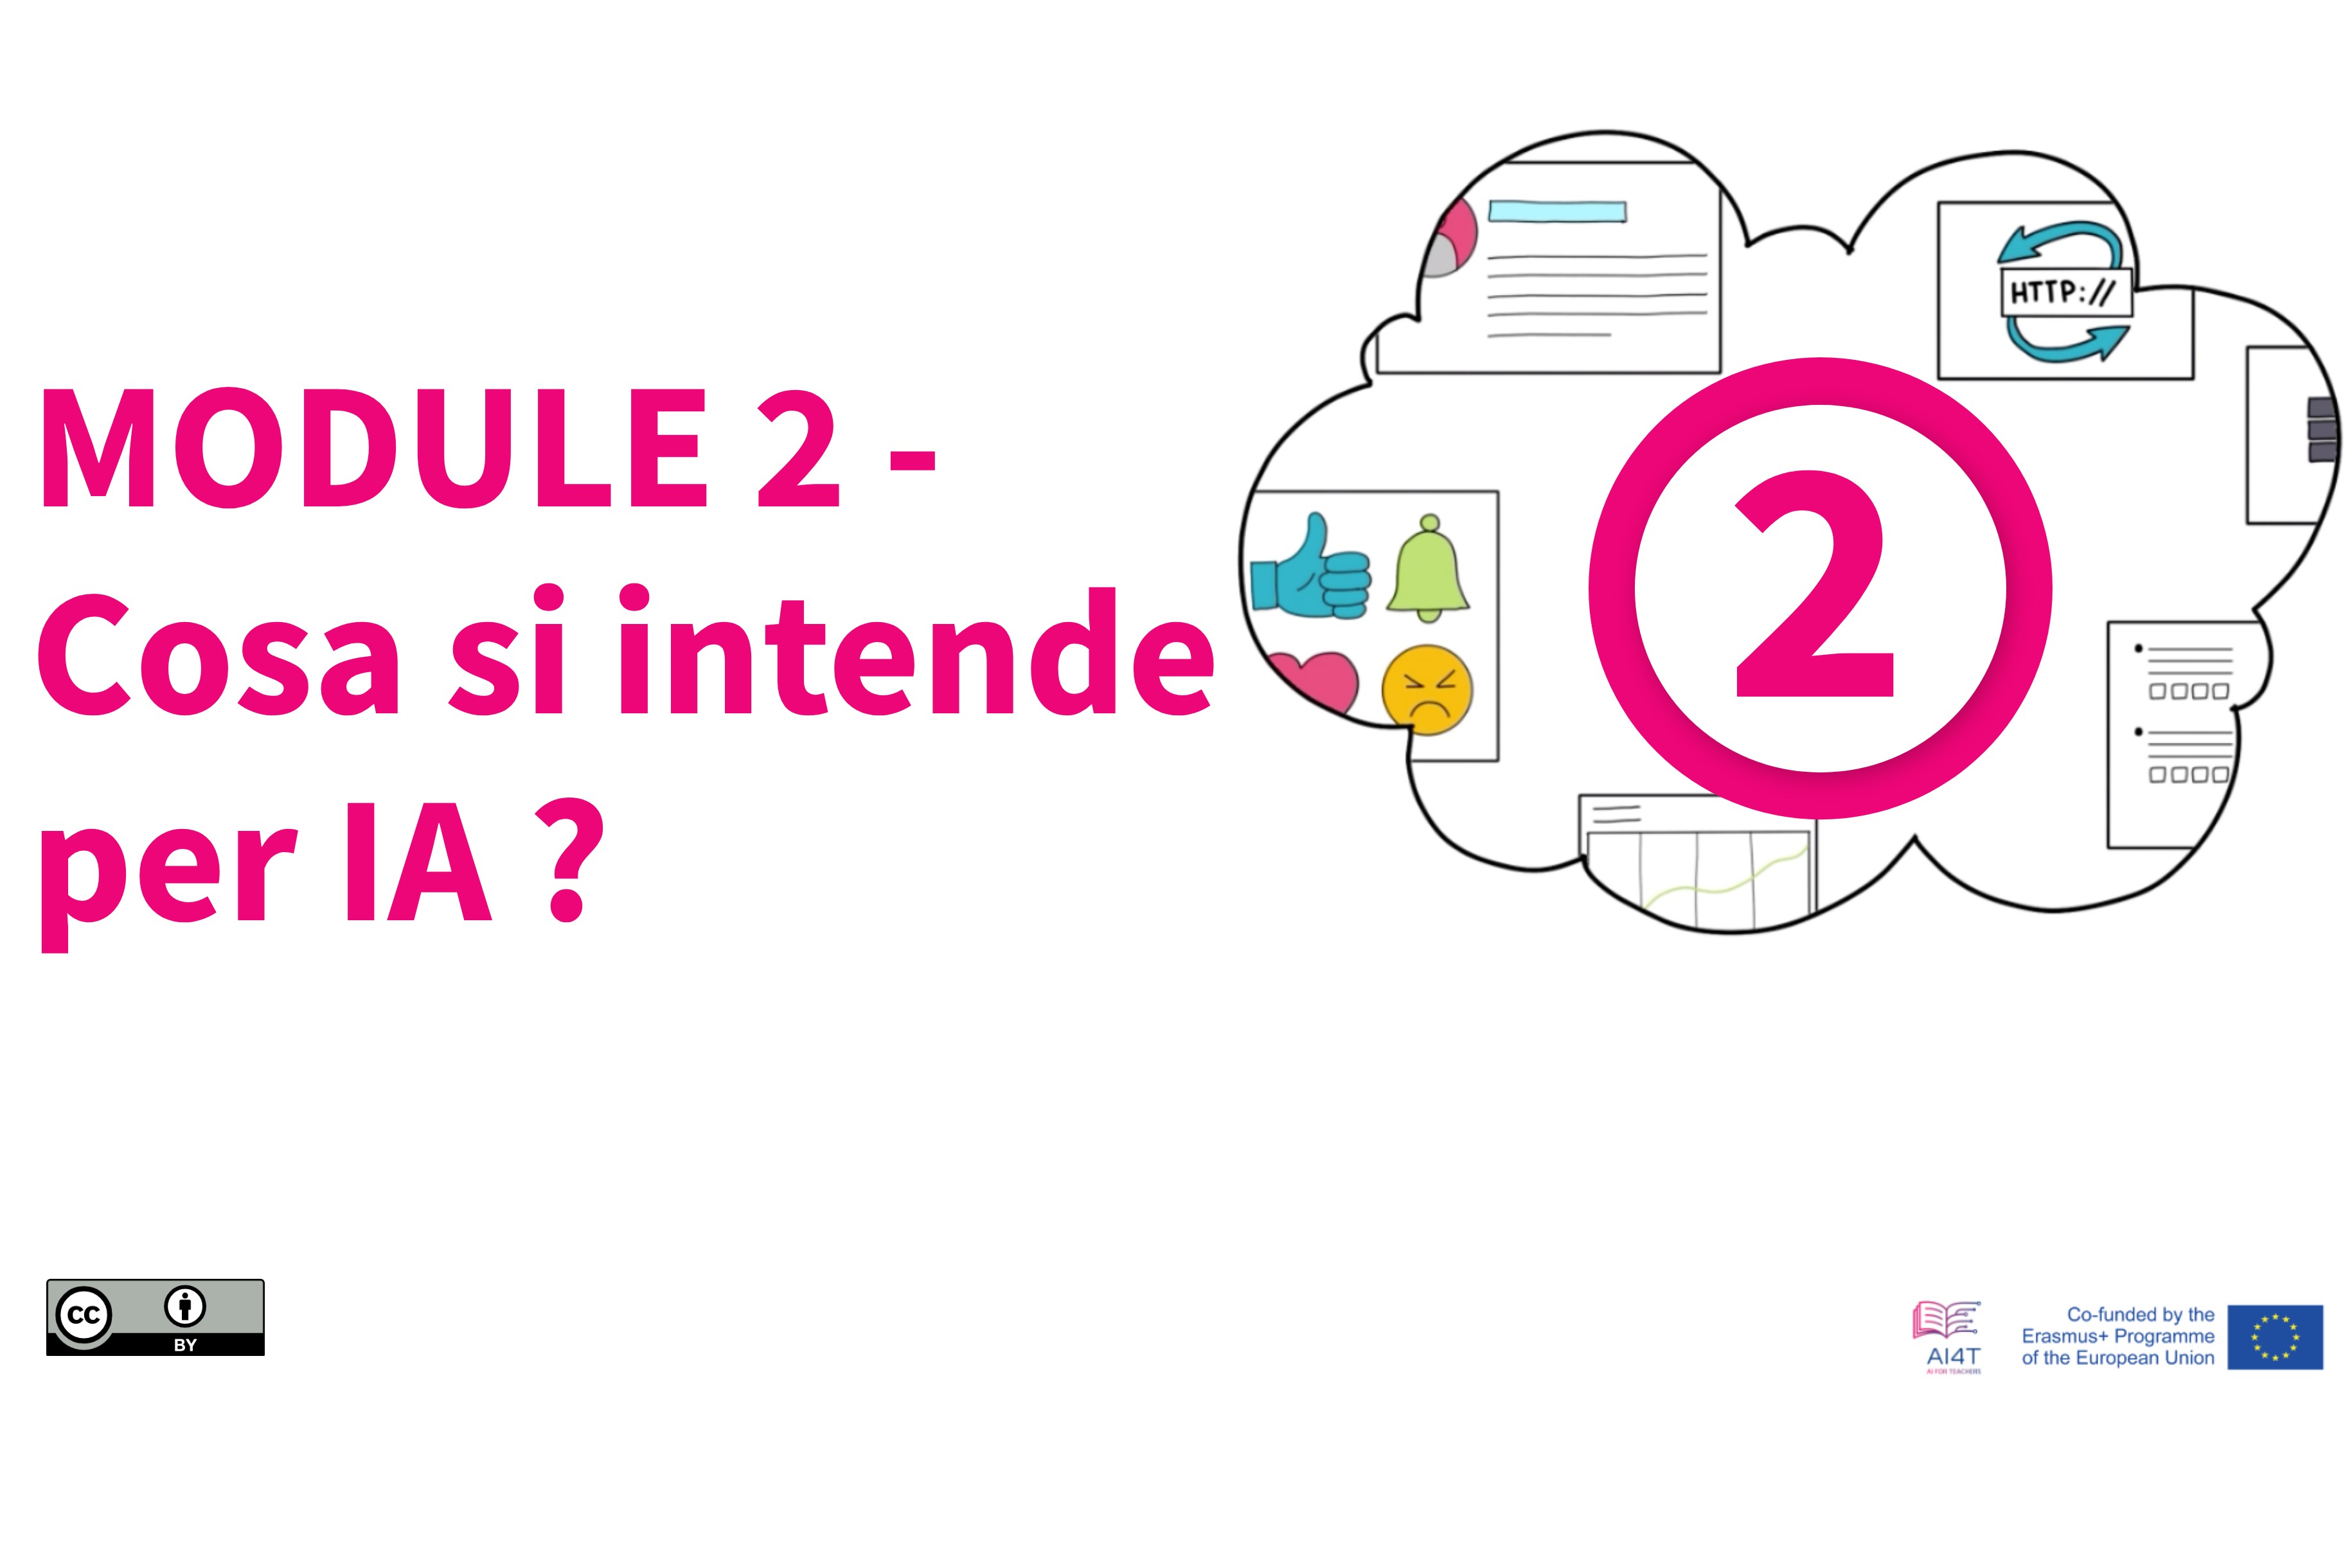 MODULE 2 -
Cosa si intende
per IA ?
HTTP://
2
CC
BY
AI4T
AI FOR TEACHERS
Co-funded by the
Erasmus+ Programme
of the European Union